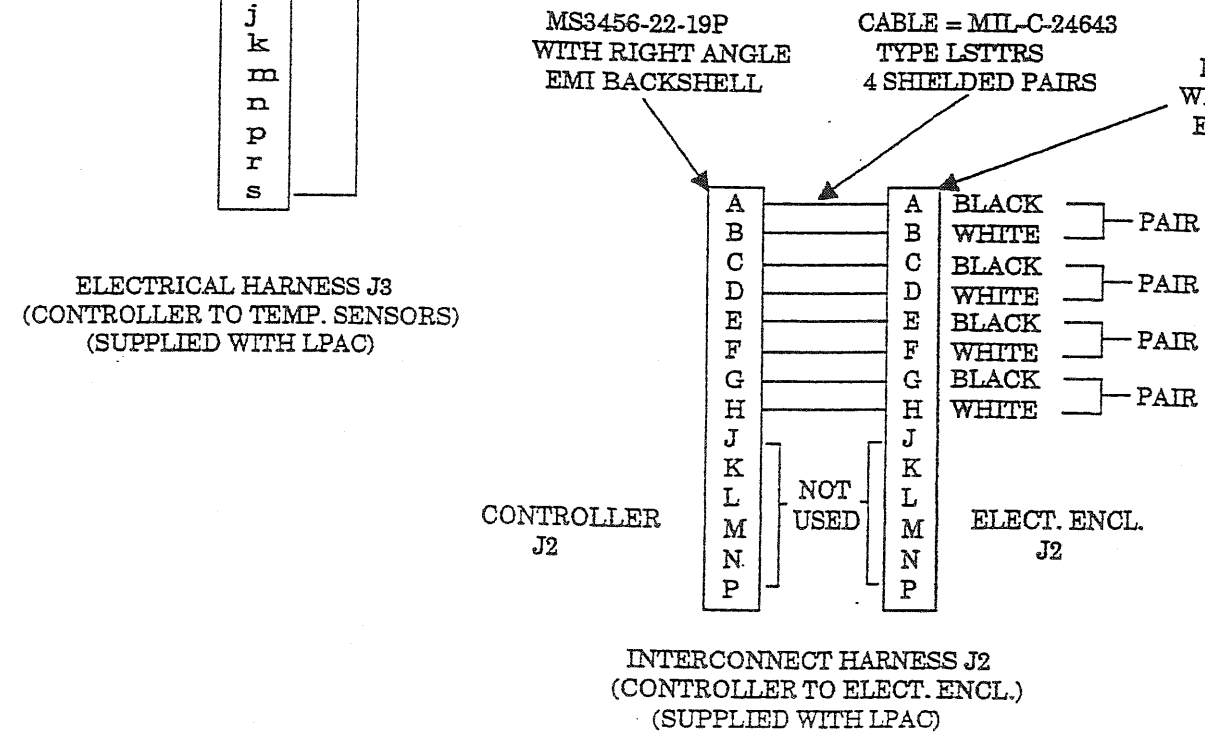 j
k
m
n
p
r
s
ELECTRICAL HARNESS J3
(CONTROLLER TO TEMP. SENSORS)
(SUPPLIED WITH LPAC)
MS3456-22-19P
WITH RIGHT ANGLE
EMI BACKSHELL
CABLE = MIL-C-24643
TYPE LSTTRS
4 SHIELDED PAIRS
A A BLACK
B B WHITE
PAIR
C C BLACK
D D WHITE
PAIR
E E BLACK
F F WHITE
PAIR
G G BLACK
H H WHITE
PAIR
J J
K K
L L
M M
N N
P P
NOT
USED
CONTROLLER
J2
ELECT. ENCL.
J2
INTERCONNECT HARNESS J2
(CONTROLLER TO ELECT. ENCL.)
(SUPPLIED WITH LPAC)